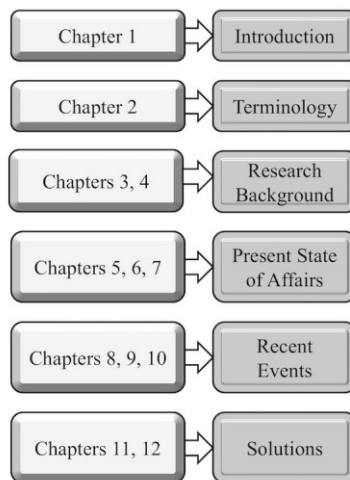 Chapter 1
Introduction
Chapter 2
Terminology
Chapters 3, 4
Research
Background
Chapters 5, 6, 7
Present State
of Affairs
Chapters 8, 9, 10
Recent
Events
Chapters 11, 12
Solutions